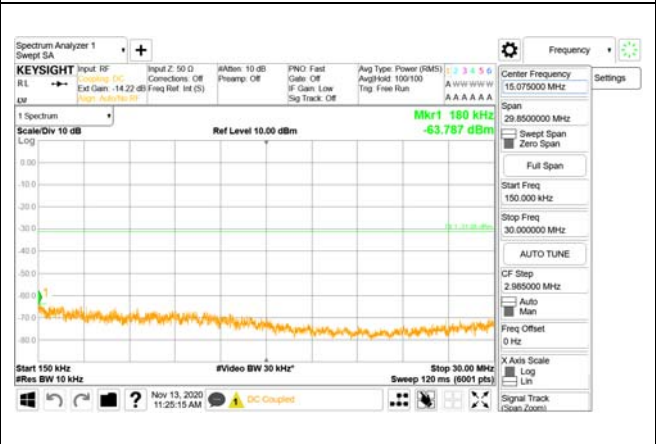 Spectrum Analyzer 1
Swept SA
Frequency
KEYSIGHT
RL
Input: RF
Coupling: DC
Ext Gain: -14.22 dB
Align: Auto/No RF
Input Z: 50 Ω
Corrections: Off
Freq Ref: Int (S)
#Atten: 10 dB
Preamp: Off
PNO: Fast
Gate: Off
IF Gain: Low
Sig Track: Off
Avg Type: Power (RMS)
Avg|Hold: 100/100
Trig: Free Run
1 2 3 4 5 6
A W W W W W
A A A A A A
1 Spectrum
Scale/Div 10 dB
Log
Ref Level 10.00 dBm
Mkr1 180 kHz
-63.787 dBm
0.00
-10.0
-20.0
-30.0
-40.0
-50.0
-60.0
-70.0
-80.0
1
Start 150 kHz
#Res BW 10 kHz
#Video BW 30 kHz*
Stop 30.00 MHz
Sweep 120 ms (6001 pts)
Nov 13, 2020
11:25:15 AM
DC Coupled
Center Frequency
15.075000 MHz
Settings
Span
29.8500000 MHz
Swept Span
Zero Span
Full Span
Start Freq
150.000 kHz
Stop Freq
30.000000 MHz
AUTO TUNE
CF Step
2.985000 MHz
Auto
Man
Freq Offset
0 Hz
X Axis Scale
Log
Lin
Signal Track
(Span Zoom)